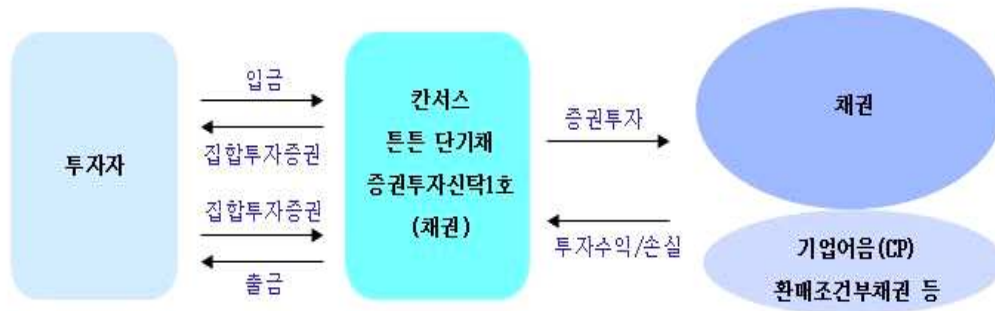 투자자
입금
집합투자증권
집합투자증권
출금
칸서스
튼튼 단기채
증권투자신탁1호
(채권)
증권투자
투자수익/손실
채권
기업어음(CP)
환매조건부채권 등